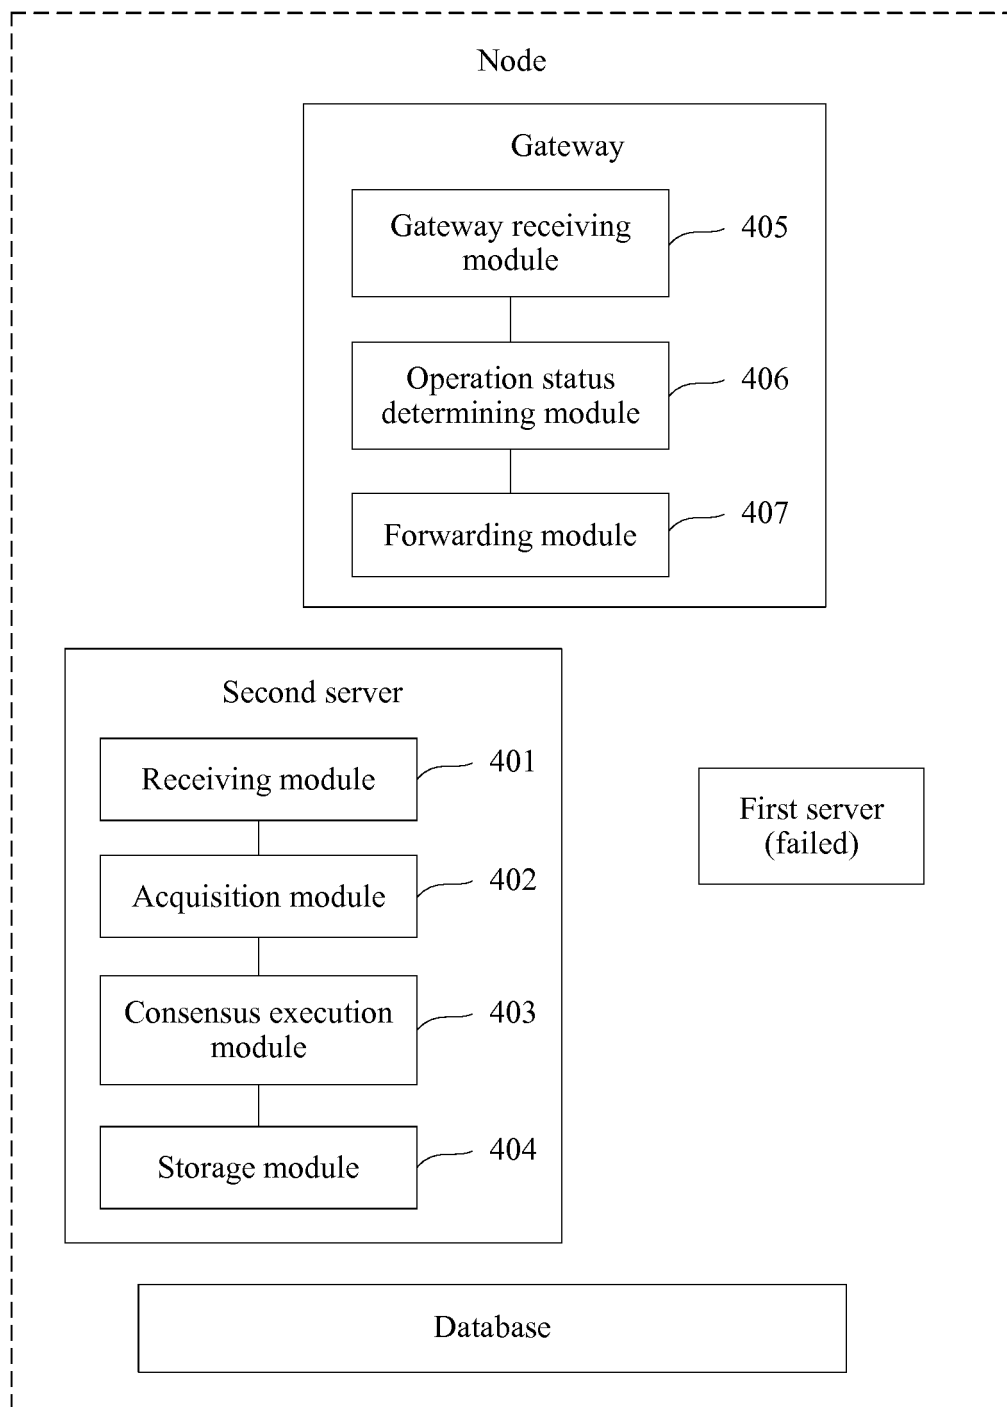 Node
Gateway
Gateway receiving
module
405
Operation status
determining module
406
Forwarding module
407
Second server
Receiving module
401
Acquisition module
402
Consensus execution
module
403
Storage module
404
First server
(failed)
Database